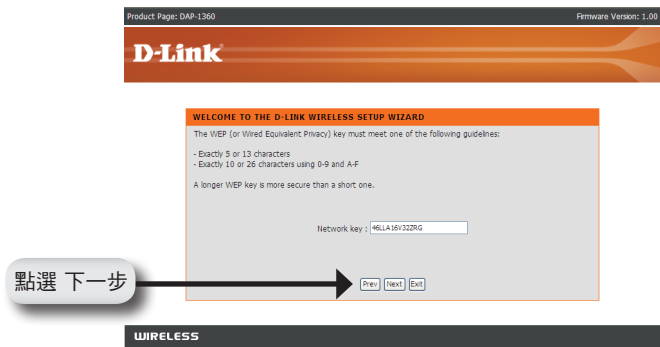 Product Page: DAP-1360 Firmware Version: 1.00
D-Link
WELCOME TO THE D-LINK WIRELESS SETUP WIZARD
The WEP (or Wired Equivalent Privacy) key must meet one of the following guidelines:
- Exactly 5 or 13 characters
- Exactly 10 or 26 characters using 0-9 and A-F
A longer WEP key is more secure than a short one.
Network key : 46LLA16V32ZRG
點選 下一步
Prev Next Exit
WIRELESS